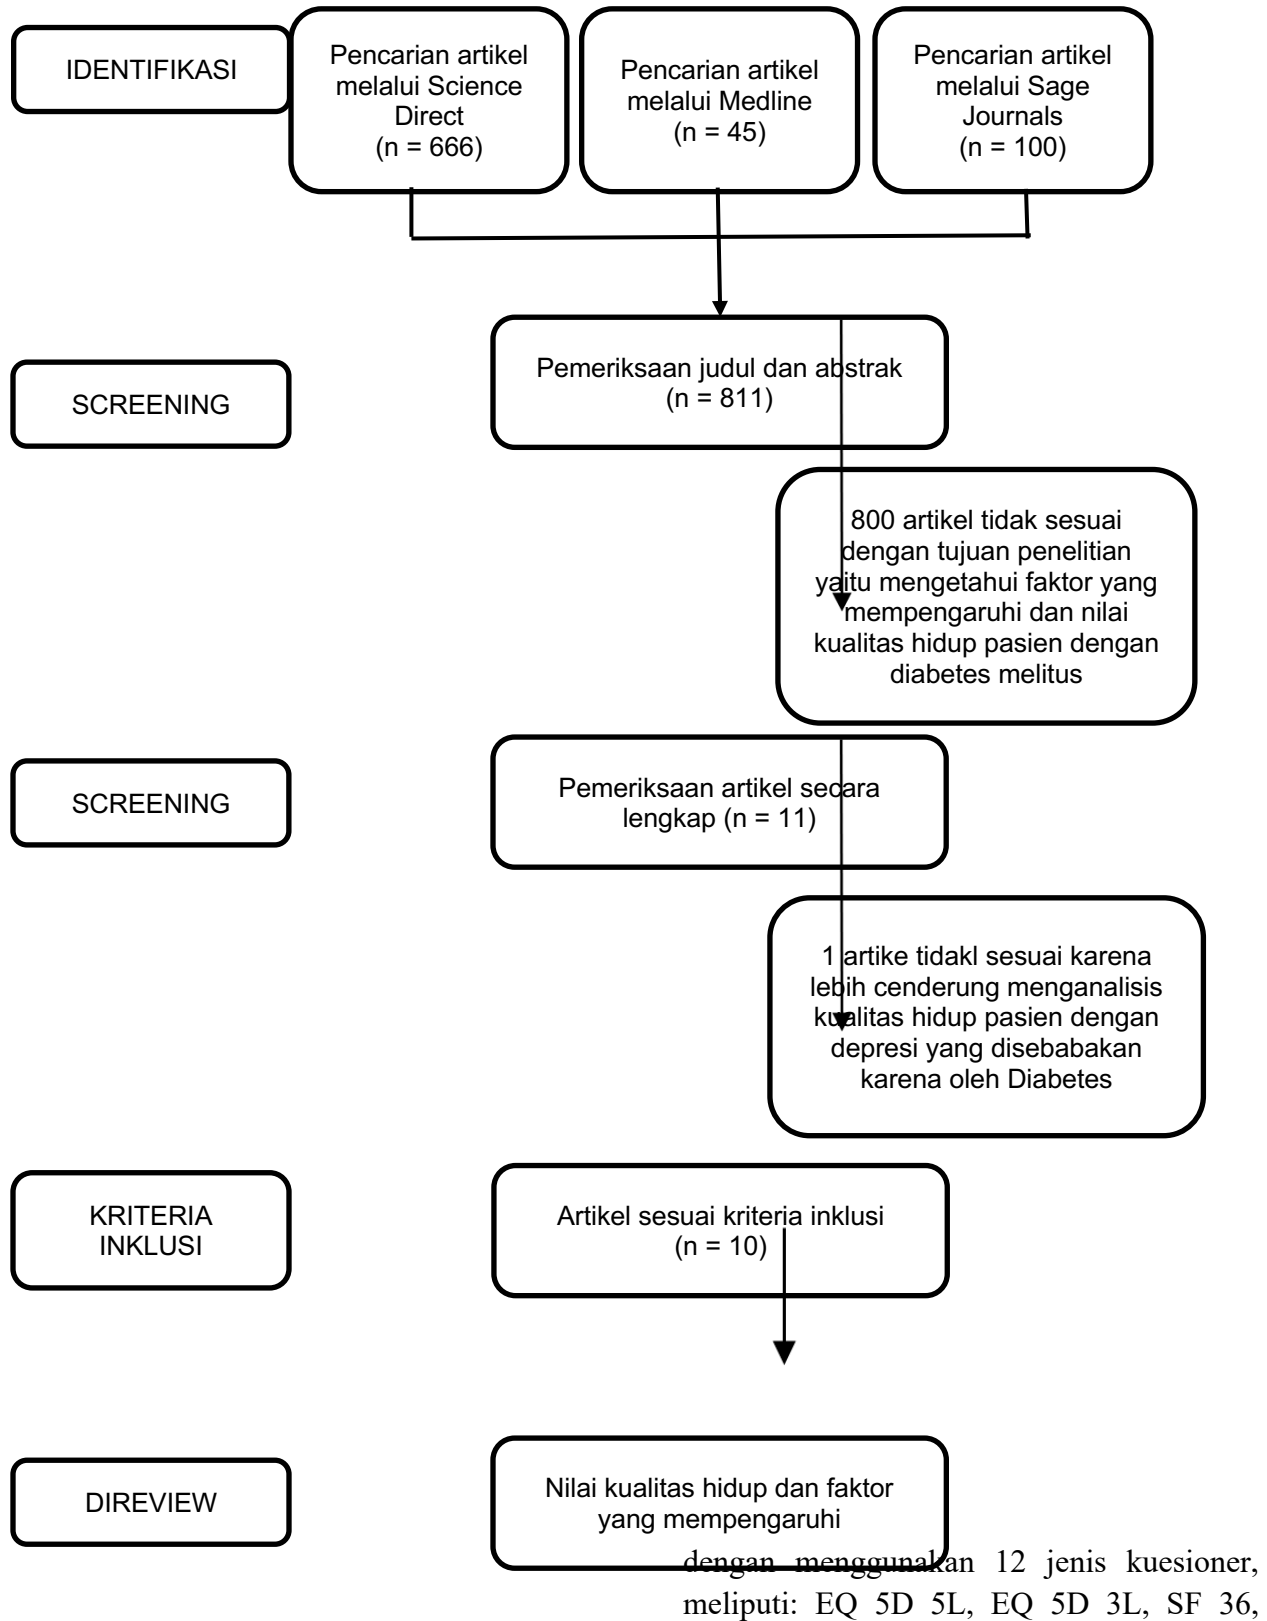 IDENTIFIKASI
Pencarian artikel
melalui Science
Direct
(n = 666)
Pencarian artikel
melalui Medline
(n = 45)
Pencarian artikel
melalui Sage
Journals
(n = 100)
SCREENING
Pemeriksaan judul dan abstrak
(n = 811)
800 artikel tidak sesuai
dengan tujuan penelitian
yaitu mengetahui faktor yang
mempengaruhi dan nilai
kualitas hidup pasien dengan
diabetes melitus
SCREENING
Pemeriksaan artikel secara
lengkap (n = 11)
1 artike tidakl sesuai karena
lebih cenderung menganalisis
kualitas hidup pasien dengan
depresi yang disebabakan
karena oleh Diabetes
KRITERIA
INKLUSI
Artikel sesuai kriteria inklusi
(n = 10)
DIREVIEW
Nilai kualitas hidup dan faktor
yang mempengaruhi
dengan menggunakan 12 jenis kuesioner,
meliputi: EQ 5D 5L, EQ 5D 3L, SF 36,